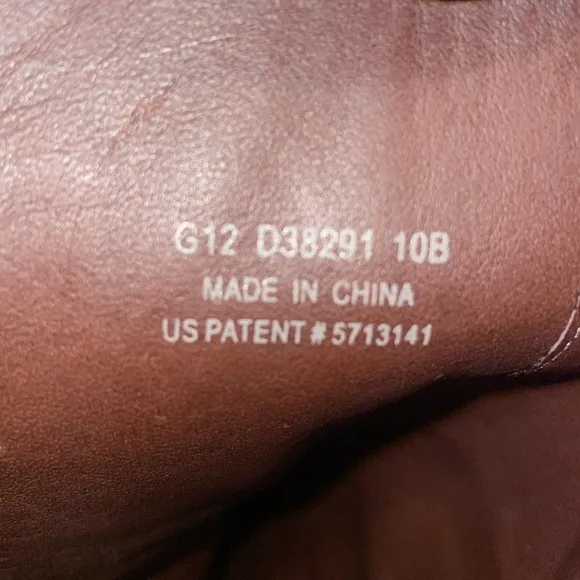 G12 D38291 10B
MADE IN CHINA
US PATENT # 5713141